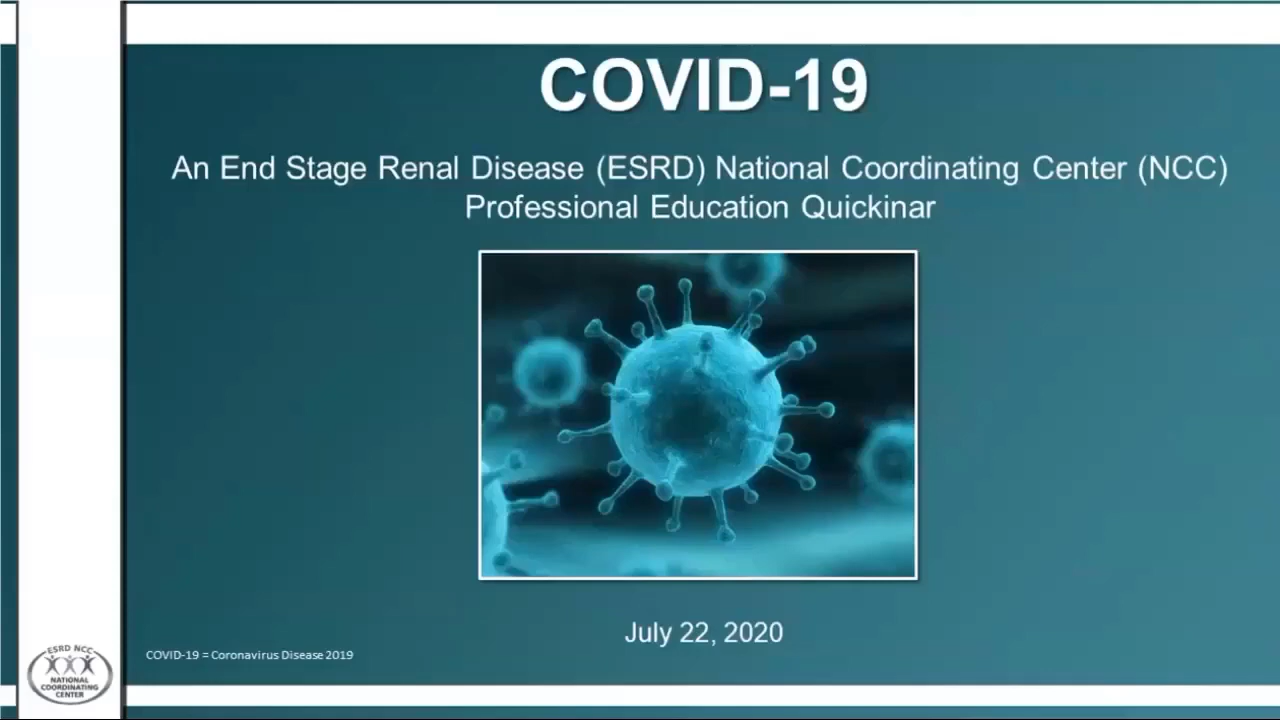 COVID-19
An End Stage Renal Disease (ESRD) National Coordinating Center (NCC)
Professional Education Quickinar
July 22, 2020
COVID-19 = Coronavirus Disease 2019
ESRD NCC
NATIONAL
COORDINATING
CENTER